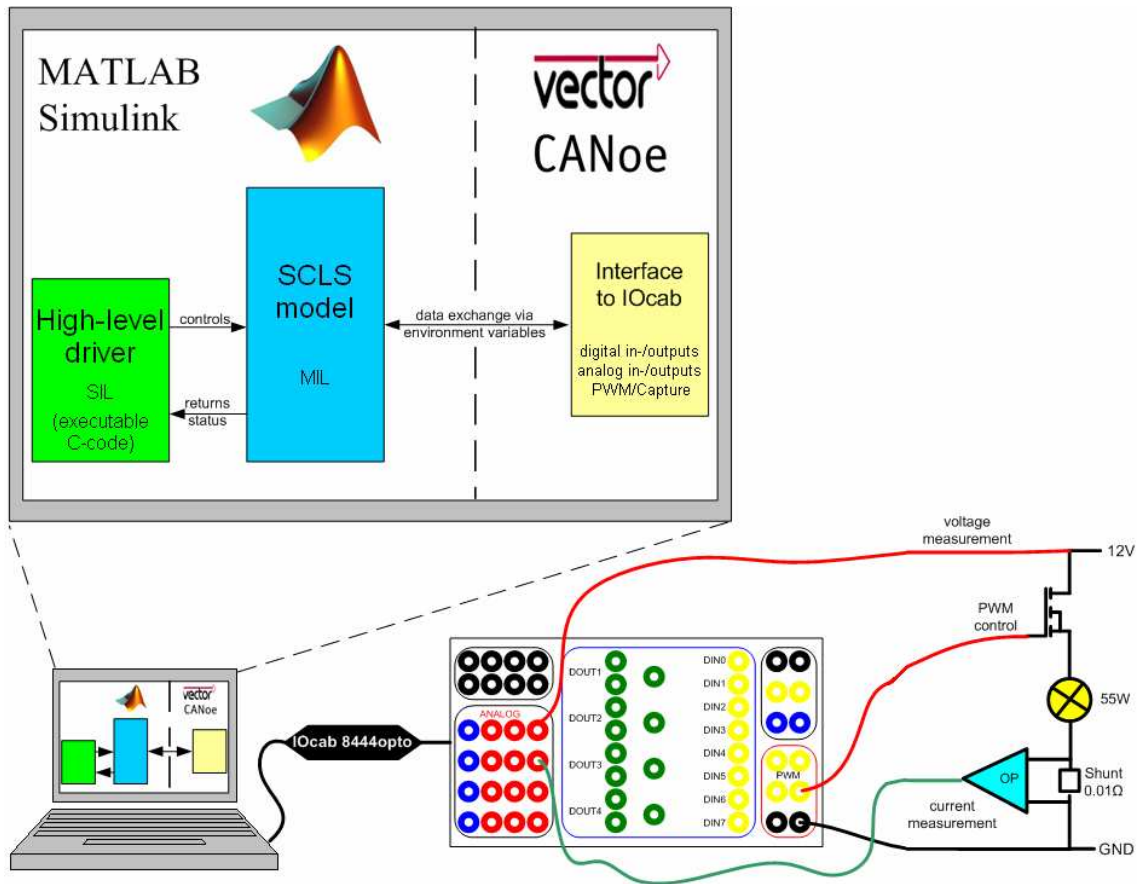 MATLAB
Simulink
vector
CANoe
High-level
driver
SIL
(executable
C-code)
controls
returns
status
SCLS
model
MIL
data exchange via
environment variables
Interface
to IOcab
digital in-/outputs
analog in-/outputs
PWM/Capture
vector
CANoe
IOcab 8444opto
ANALOG
DOUT1
DOUT2
DOUT3
DOUT4
DIN0
DIN1
DIN2
DIN3
DIN4
DIN5
DIN6
DIN7
PWM
voltage
measurement
12V
PWM
control
55W
OP
Shunt
0.01Ω
current
measurement
GND